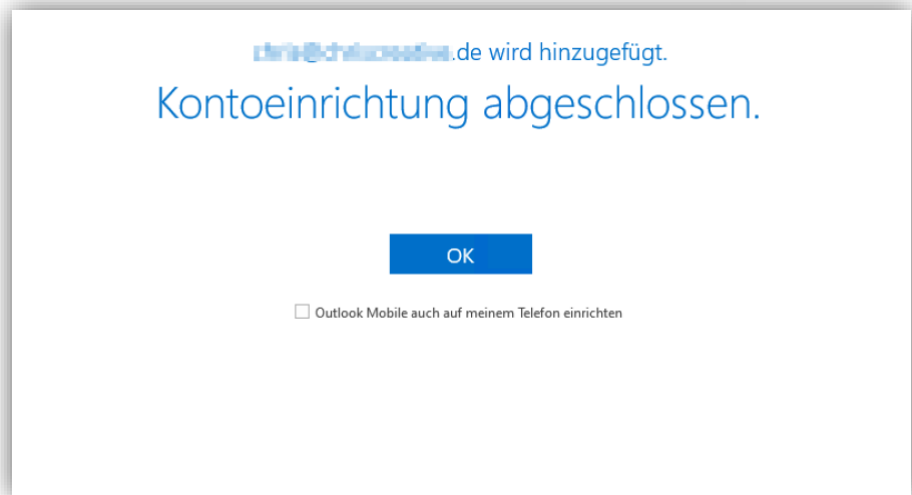 .de wird hinzugefügt.
Kontoeinrichtung abgeschlossen.
OK
Outlook Mobile auch auf meinem Telefon einrichten